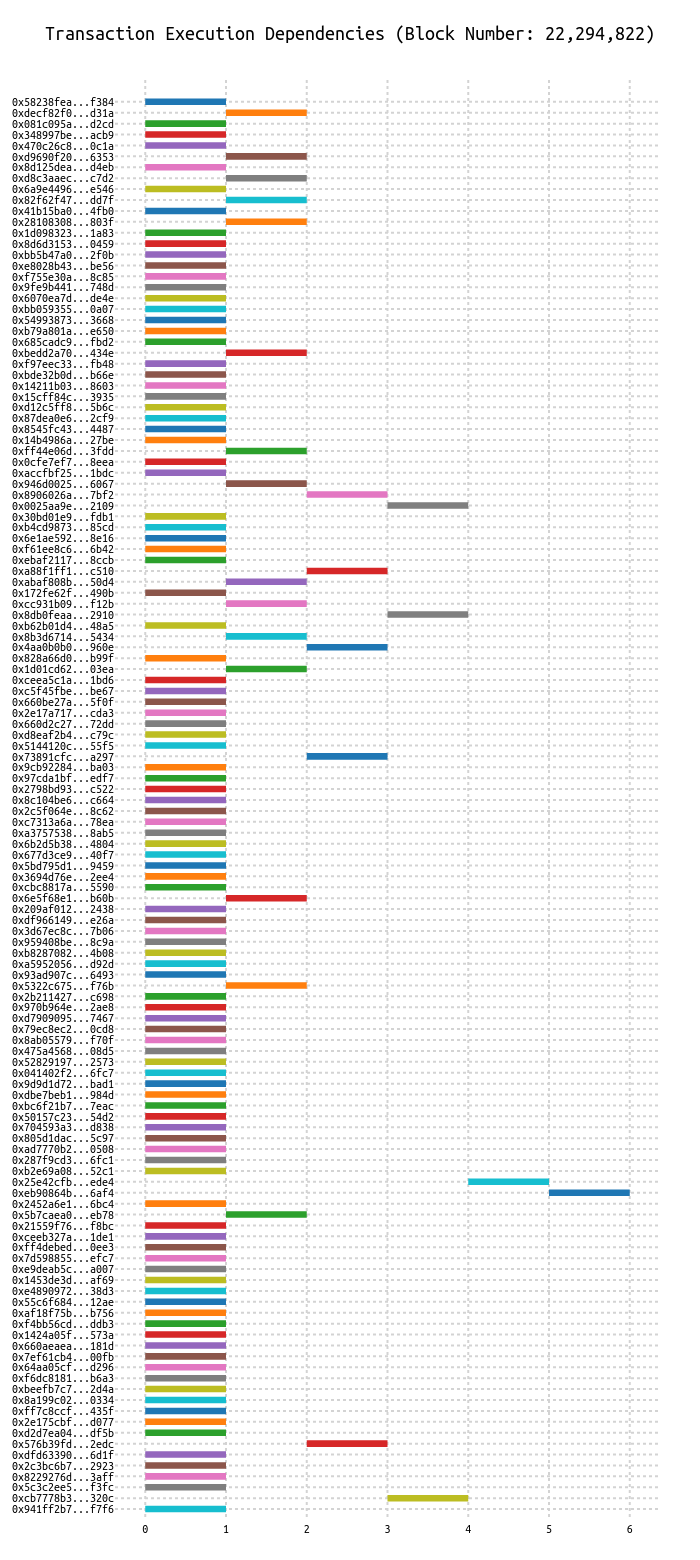 Transaction Execution Dependencies (Block Number: 22,294,822)
0x58238fea...f384
0xdecf82f0...d31a
0x081c095a...d2cd
0x348997be...acb9
0x470c26c8...0c1a
0xd9690f20...6353
0x8d125dea...d4eb
0xd8c3aaec...c7d2
0x6a9e4496...e546
0x82f62f47...dd7f
0x41b15ba0...4fb0
0x28108308...803f
0x1d098323...1a83
0x8d6d3153...0459
0xbb5b47a0...2f0b
0xe8028b43...be56
0xf755e30a...8c85
0x9fe9b441...748d
0x6070ea7d...de4e
0xbb059355...0a07
0x54993873...3668
0xb79a801a...e650
0x685cadc9...fbd2
0xbedd2a70...434e
0xf97eec33...fb48
0xbde32b0d...b66e
0x14211b03...8603
0x15cff84c...3935
0xd12c5ff8...5b6c
0x87dea0e6...2cf9
0x8545fc43...4487
0x14b4986a...27be
0xff44e06d...3fdd
0x0cfe7ef7...8eea
0xaccfbf25...1bdc
0x946d0025...6067
0x8906026a...7bf2
0x0025aa9e...2109
0x30bd01e9...fdb1
0xb4cd9873...85cd
0x6e1ae592...8e16
0xf61ee8c6...6b42
0xebaf2117...8ccb
0xa88f1ff1...c510
0xabaf808b...50d4
0x172fe62f...490b
0xcc931b09...f12b
0x8db0feaa...2910
0xb62b01d4...48a5
0x8b3d6714...5434
0x4aa0b0b0...960e
0x828a66d0...b99f
0x1d01cd62...03ea
0xceea5c1a...1bd6
0xc5f45fbe...be67
0x660be27a...5f0f
0x2e17a717...cda3
0x660d2c27...72dd
0xd8eaf2b4...c79c
0x5144120c...55f5
0x73891cfc...a297
0x9cb92284...ba03
0x97cda1bf...edf7
0x2798bd93...c522
0x8c104be6...c664
0x2c5f064e...8c62
0xc7313a6a...78ea
0xa3757538...8ab5
0x6b2d5b38...4804
0x677d3ce9...40f7
0x5bd795d1...9459
0x3694d76e...2ee4
0xcbc8817a...5590
0x6e5f68e1...b60b
0x209af012...2438
0xdf966149...e26a
0x3d67ec8c...7b06
0x959408be...8c9a
0xb8287082...4b08
0xa5952056...d92d
0x93ad907c...6493
0x5322c675...f76b
0x2b211427...c698
0x970b964e...2ae8
0xd7909095...7467
0x79ec8ec2...0cd8
0x8ab05579...f70f
0x475a4568...08d5
0x52829197...2573
0x041402f2...6fc7
0x9d9d1d72...bad1
0xdbe7beb1...984d
0xbc6f21b7...7eac
0x50157c23...54d2
0x704593a3...d838
0x805d1dac...5c97
0xad7770b2...0508
0x287f9cd3...6fc1
0xb2e69a08...52c1
0x25e42cfb...ede4
0xeb90864b...6af4
0x2452a6e1...6bc4
0x5b7caea0...eb78
0x21559f76...f8bc
0xceeb327a...1de1
0xff4debed...0ee3
0x7d598855...efc7
0xe9deab5c...a007
0x1453de3d...af69
0xe4890972...38d3
0x55c6f684...12ae
0xaf18f75b...b756
0xf4bb56cd...ddb3
0x1424a05f...573a
0x660aeaea...181d
0x7ef61cb4...00fb
0x64aa05cf...d296
0xf6dc8181...b6a3
0xbeefb7c7...2d4a
0x8a199c02...0334
0xff7c8ccf...435f
0x2e175cbf...d077
0xd2d7ea04...df5b
0x576b39fd...2edc
0xdfd63390...6d1f
0x2c3bc6b7...2923
0x8229276d...3aff
0x5c3c2ee5...f3fc
0xcb7778b3...320c
0x941ff2b7...f7f6
0 1 2 3 4 5 6